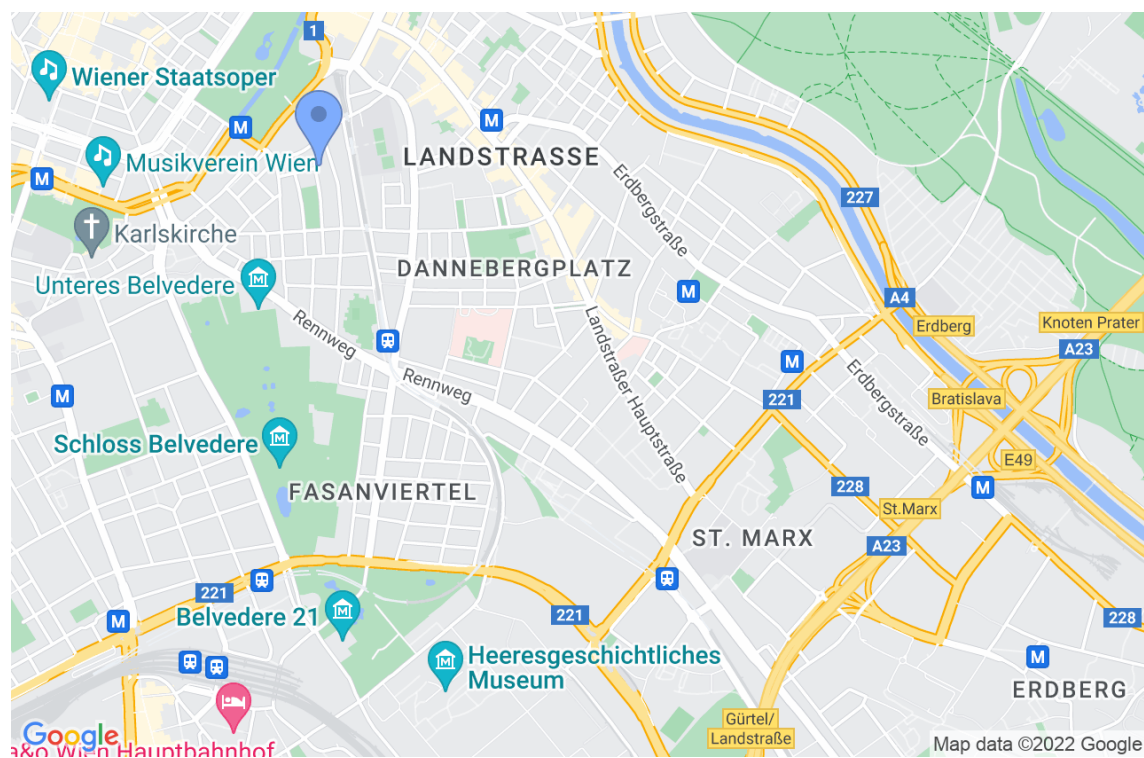 1
Wiener Staatsoper
M
M
LANDSTRASSE
Musikverein Wien
M
Erdbergstraße
227
Karlskirche
DANNEBERGPLATZ
Unteres Belvedere
M
M
A4
Erdberg
Knoten Prater
Rennweg
Landstraßer Hauptstraße
A23
M
Rennweg
Erdbergstraße
M
221
Bratislava
Schloss Belvedere
M
E49
FASANVIERTEL
228
M
St.Marx
ST. MARX
A23
221
M
Belvedere 21
M
221
228
Heeresgeschichtliches
Museum
M
M
ERDBERG
Gürtel/
Landstraße
Google
a&o Wien Hauptbahnhof
Map data ©2022 Google